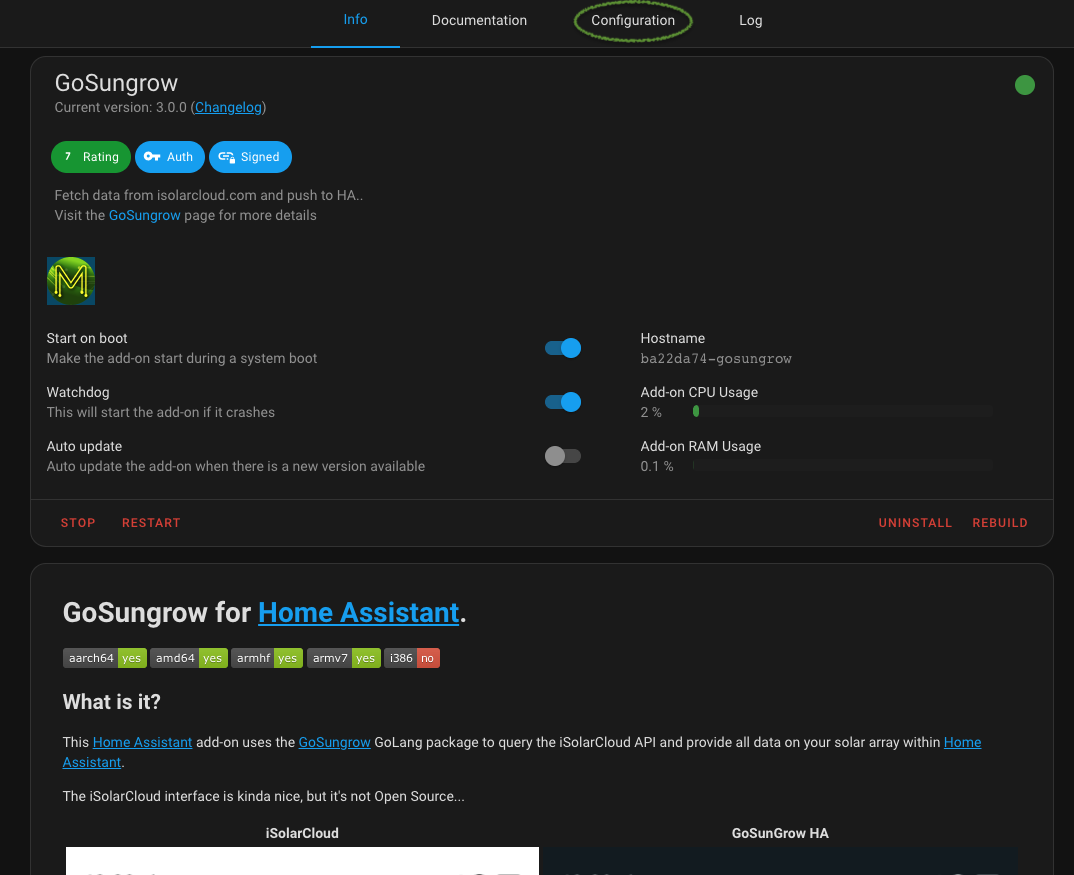 Info Documentation Configuration Log
GoSungrow
Current version: 3.0.0 (Changelog)
7 Rating Auth Signed
Fetch data from isolarcloud.com and push to HA..
Visit the GoSungrow page for more details
M
Start on boot
Make the add-on start during a system boot
Hostname
ba22da74-gosungrow
Watchdog
This will start the add-on if it crashes
Add-on CPU Usage
2 %
Auto update
Auto update the add-on when there is a new version available
Add-on RAM Usage
0.1 %
STOP RESTART UNINSTALL REBUILD
GoSungrow for Home Assistant.
aarch64 yes amd64 yes armhf yes armv7 yes i386 no
What is it?
This Home Assistant add-on uses the GoSungrow GoLang package to query the iSolarCloud API and provide all data on your solar array within Home
Assistant.
The iSolarCloud interface is kinda nice, but it's not Open Source...
iSolarCloud GoSunGrow HA